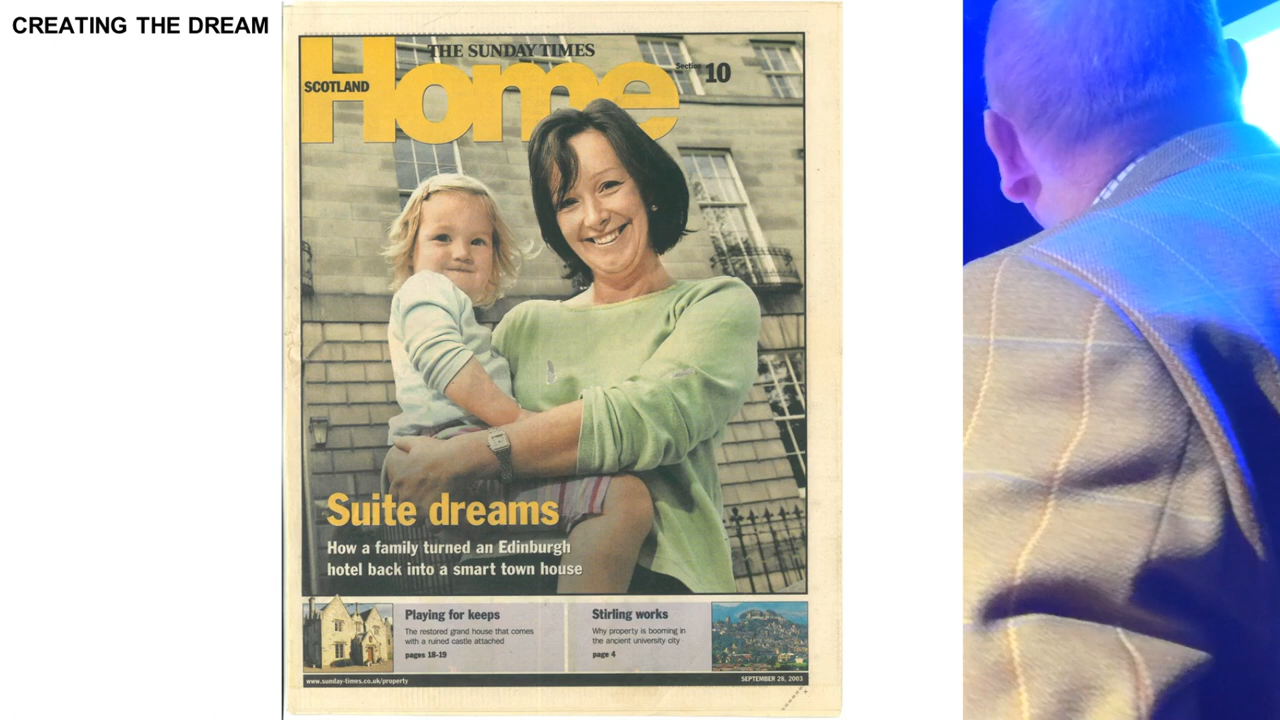 CREATING THE DREAM
THE SUNDAY TIMES
Home
SCOTLAND
Section 10
Suite dreams
How a family turned an Edinburgh
hotel back into a smart town house
Playing for keeps
The restored grand house that comes
with a ruined castle attached
pages 18-19
Stirling works
Why property is booming in
the ancient university city
page 4
www.sunday-times.co.uk/property
SEPTEMBER 28, 2003